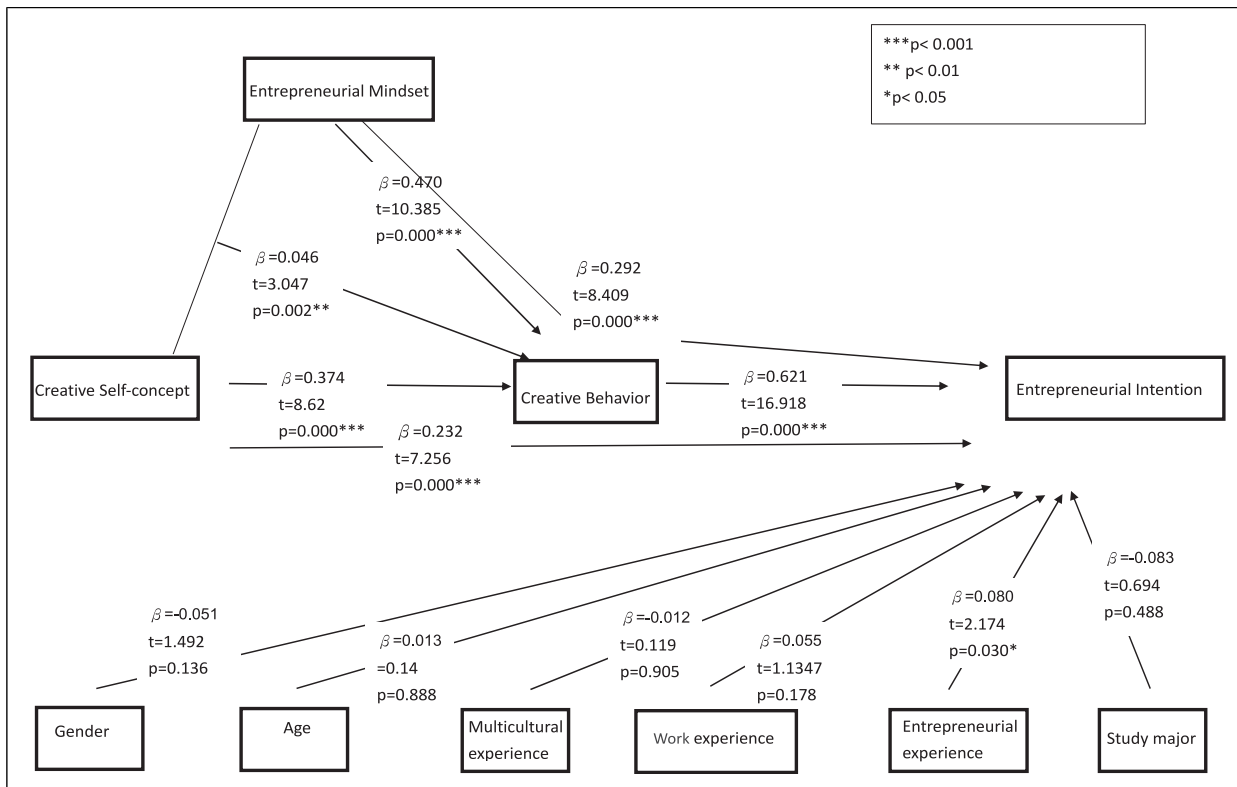 ***p< 0.001
** p< 0.01
*p< 0.05
Entrepreneurial Mindset
β=0.470
t=10.385
p=0.000***
β=0.046
t=3.047
p=0.002**
β=0.292
t=8.409
p=0.000***
Creative Self-concept
β=0.374
t=8.62
p=0.000***
Creative Behavior
β=0.621
t=16.918
p=0.000***
Entrepreneurial Intention
β=0.232
t=7.256
p=0.000***
β=-0.051
t=1.492
p=0.136
β=0.013
=0.14
p=0.888
β=-0.012
t=0.119
p=0.905
β=0.055
t=1.1347
p=0.178
β=0.080
t=2.174
p=0.030*
β=-0.083
t=0.694
p=0.488
Gender
Age
Multicultural
experience
Work experience
Entrepreneurial
experience
Study major